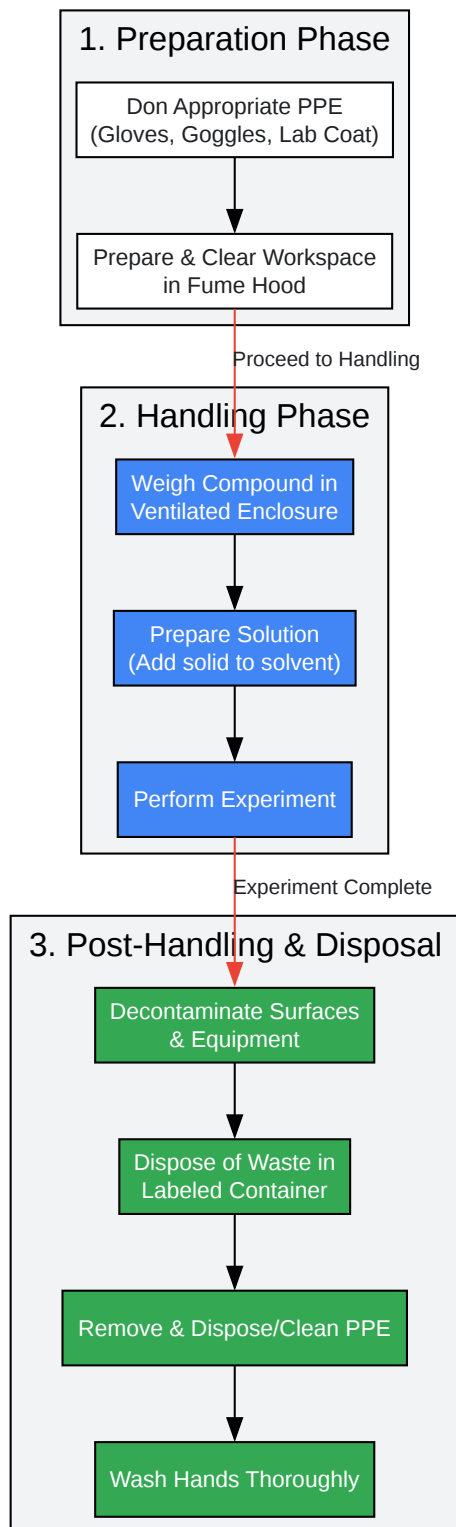 1. Preparation Phase
Don Appropriate PPE
(Gloves, Goggles, Lab Coat)
Prepare & Clear Workspace
in Fume Hood
Proceed to Handling
2. Handling Phase
Weigh Compound in
Ventilated Enclosure
Prepare Solution
(Add solid to solvent)
Perform Experiment
Experiment Complete
3. Post-Handling & Disposal
Decontaminate Surfaces
& Equipment
Dispose of Waste in
Labeled Container
Remove & Dispose/Clean PPE
Wash Hands Thoroughly